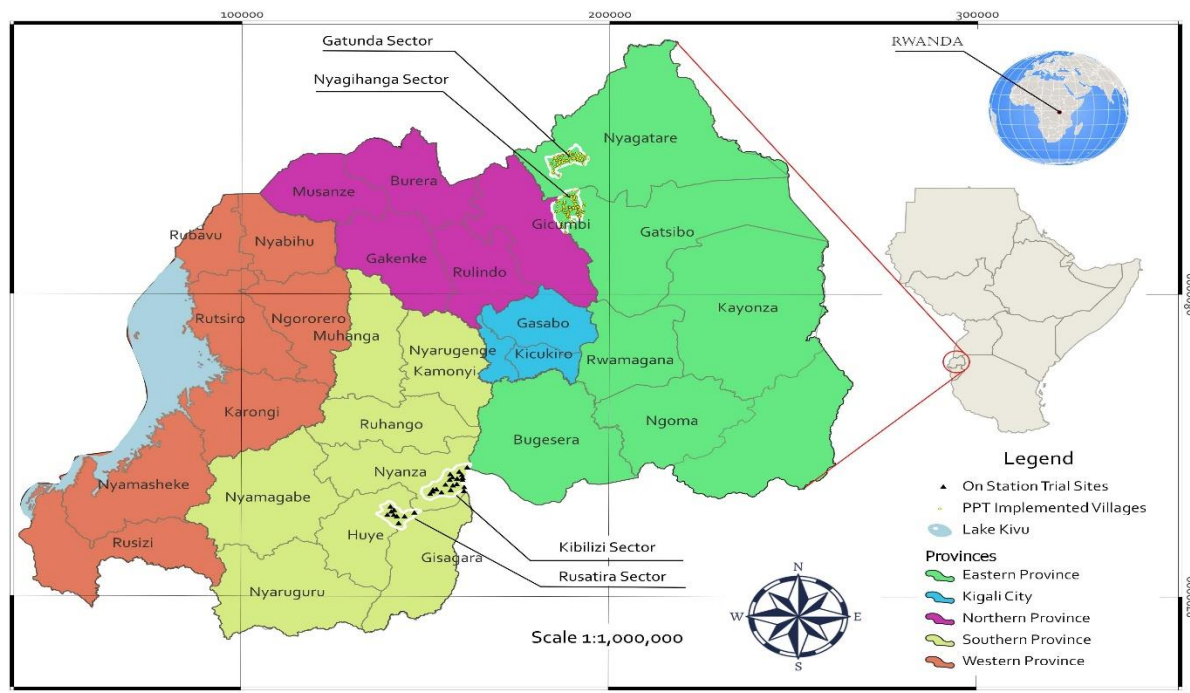 100000
200000
300000
Gatunda Sector
RWANDA
Nyagihanga Sector
Nyagatare
Burera
Musanze
Gicumbi
Rubavu
Nyabihu
Gatsibo
Gakenke
Rulindo
Kayonza
Rutsiro
Ngororero
Gasabo
Muhanga
Nyarugenge
Kicukiro
Rwamagana
Kamonyi
Karongi
Ngoma
Ruhango
Bugesera
Nyanza
Nyamasheke
Nyamagabe
Huye
Rusizi
Kibilizi Sector
Gisagara
Rusatira Sector
Nyaruguru
Scale 1:1,000,000
N
W
E
S
Legend
On Station Trial Sites
PPT Implemented Villages
Lake Kivu
Provinces
Eastern Province
Kigali City
Northern Province
Southern Province
Western Province